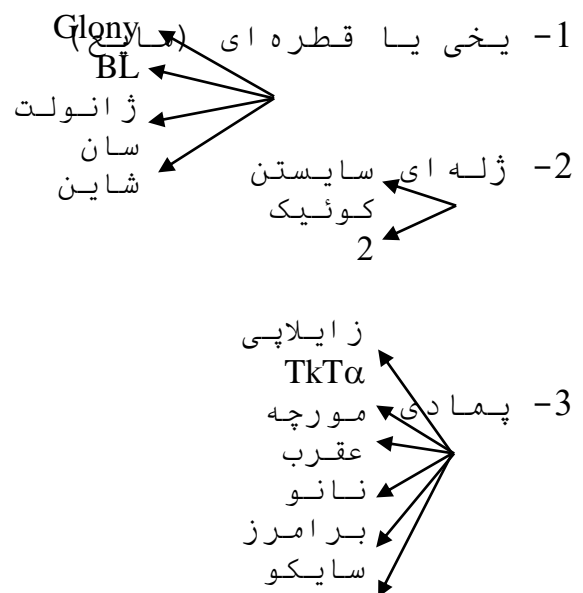 1- یخی یا قطره ای (مایع)
Glony
BL
ژانولت
سان
شاین
2- ژله ای
سایستن
کوئیک
2
3- پمادی
زایلاپی
TkTα
مورچه
عقرب
نانو
برامرز
سایکو